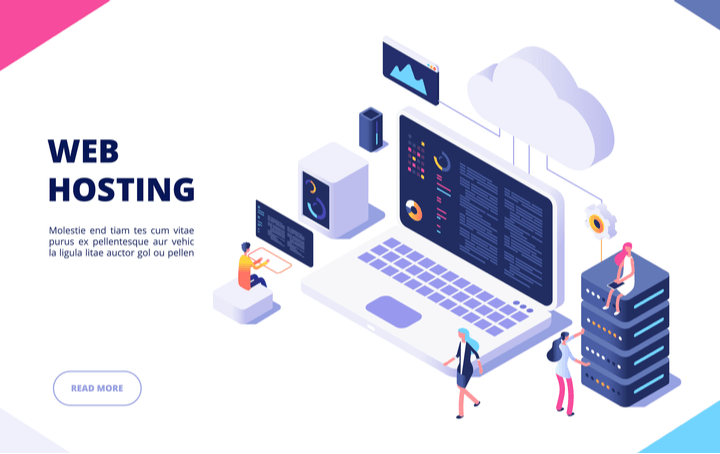 WEB
HOSTING
Molestie end tiam tes cum vitae
purus ex pellentesque aur vehic
la ligula litae auctor gol ou pellen
READ MORE